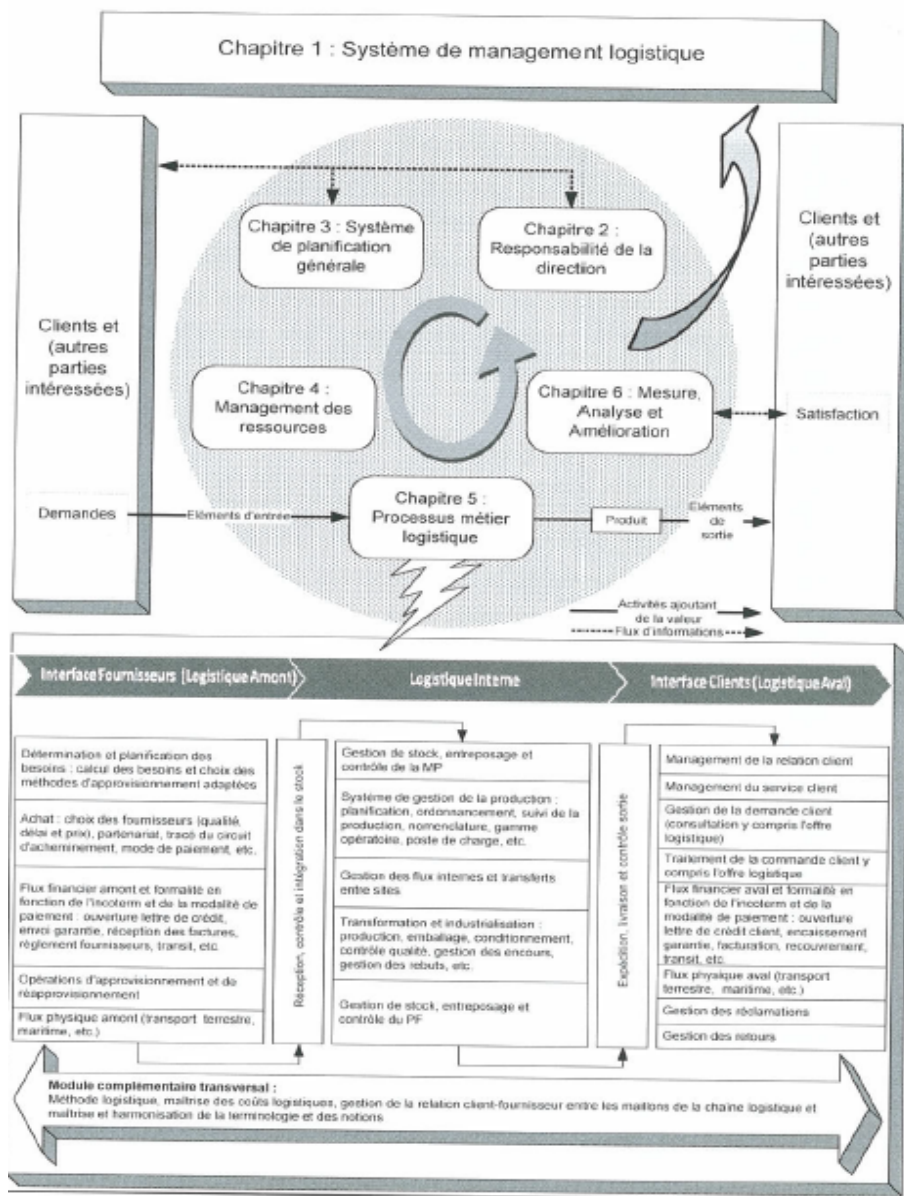 Chapitre 1 : Système de management logistique
Chapitre 3 : Système
de planification
générale
Chapitre 2 :
Responsabilité de la
direction
Clients et
(autres
parties
intéressées)
Clients et
(autres
parties
intéressées)
Chapitre 4 :
Management des
ressources
Chapitre 6 : Mesure,
Analyse et
Amélioration
Satisfaction
Demandes
Eléments d'entrée
Chapitre 5 :
Processus métier
logistique
Produit
Eléments
de
sortie
Activités ajoutant
de la valeur
Flux d'informations
Interface Fournisseurs (Logistique Amont)
Logistique Interne
Interface Clients (Logistique Aval)
Détermination et planification des
besoins : calcul des besoins et choix des
méthodes d'approvisionnement adaptées
Achat : choix des fournisseurs (qualité,
délai et prix), partenariat, tracé du circuit
d'acheminement, mode de paiement, etc.
Flux financier amont et formalité en
fonction de l'incoterm et de la modalité de
paiement : ouverture lettre de crédit,
envoi garantie, réception des factures,
règlement fournisseurs, transit, etc.
Opérations d'approvisionnement et de
réapprovisionnement
Flux physique amont (transport terrestre,
maritime, etc.)
Réception, contrôle et intégration dans le stock
Gestion de stock, entreposage et
contrôle de la MP
Système de gestion de la production :
planification, ordonnancement, suivi de la
production, nomenclature, gamme
opératoire, poste de charge, etc.
Gestion des flux internes et transferts
entre sites
Transformation et industrialisation :
production, emballage, conditionnement,
contrôle qualité, gestion des encours,
gestion des rebuts, etc.
Gestion de stock, entreposage et
contrôle du PF
Expédition, livraison et contrôle sortie
Management de la relation client
Management du service client
Gestion de la demande client
(consultation y compris l'offre
logistique)
Traitement de la commande client y
compris l'offre logistique
Flux financier aval et formalité en
fonction de l'incoterm et de la
modalité de paiement : ouverture
lettre de crédit client, encaissement
garantie, facturation, recouvrement,
transit, etc.
Flux physique aval (transport
terrestre, maritime, etc.)
Gestion des réclamations
Gestion des retours
Module complémentaire transversal :
Méthode logistique, maîtrise des coûts logistiques, gestion de la relation client-fournisseur entre les maillons de la chaîne logistique et
maîtrise et harmonisation de la terminologie et des notions